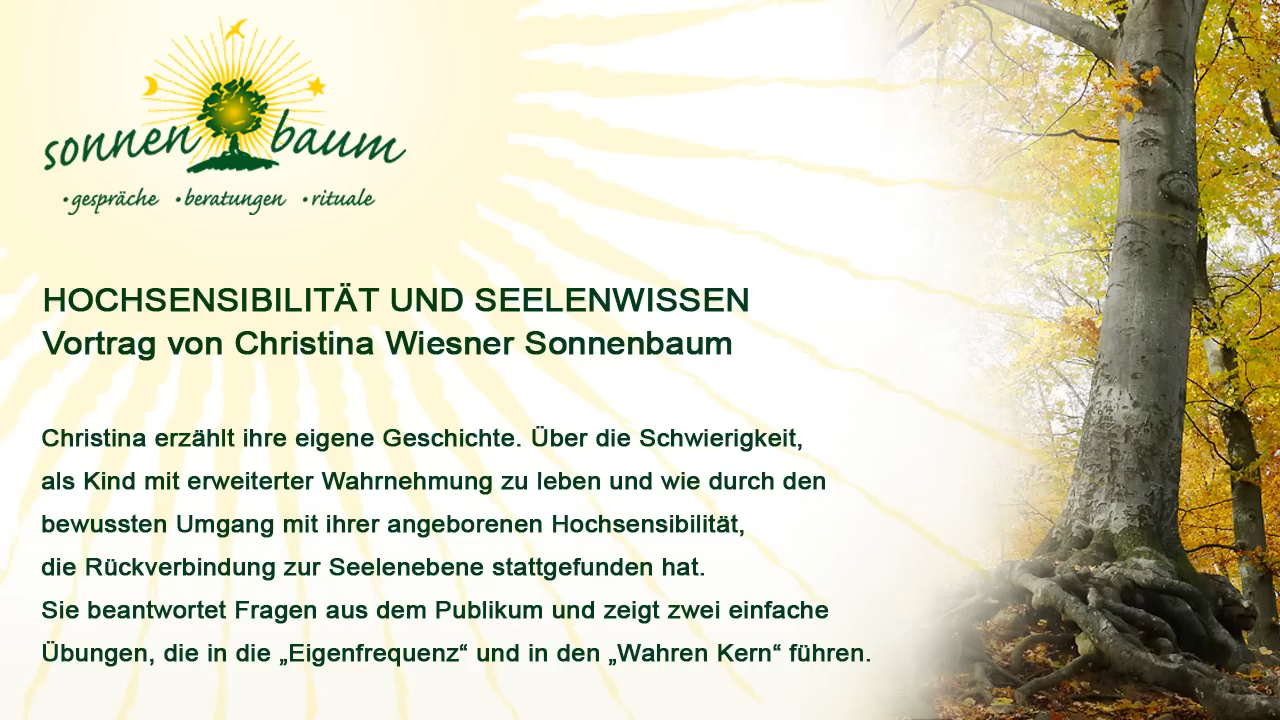 sonnenbaum
•gespräche •beratungen •rituale
HOCHSENSIBILITÄT UND SEELENWISSEN
Vortrag von Christina Wiesner Sonnenbaum
Christina erzählt ihre eigene Geschichte. Über die Schwierigkeit,
als Kind mit erweiterter Wahrnehmung zu leben und wie durch den
bewussten Umgang mit ihrer angeborenen Hochsensibilität,
die Rückverbindung zur Seelenebene stattgefunden hat.
Sie beantwortet Fragen aus dem Publikum und zeigt zwei einfache
Übungen, die in die „Eigenfrequenz“ und in den „Wahren Kern“ führen.